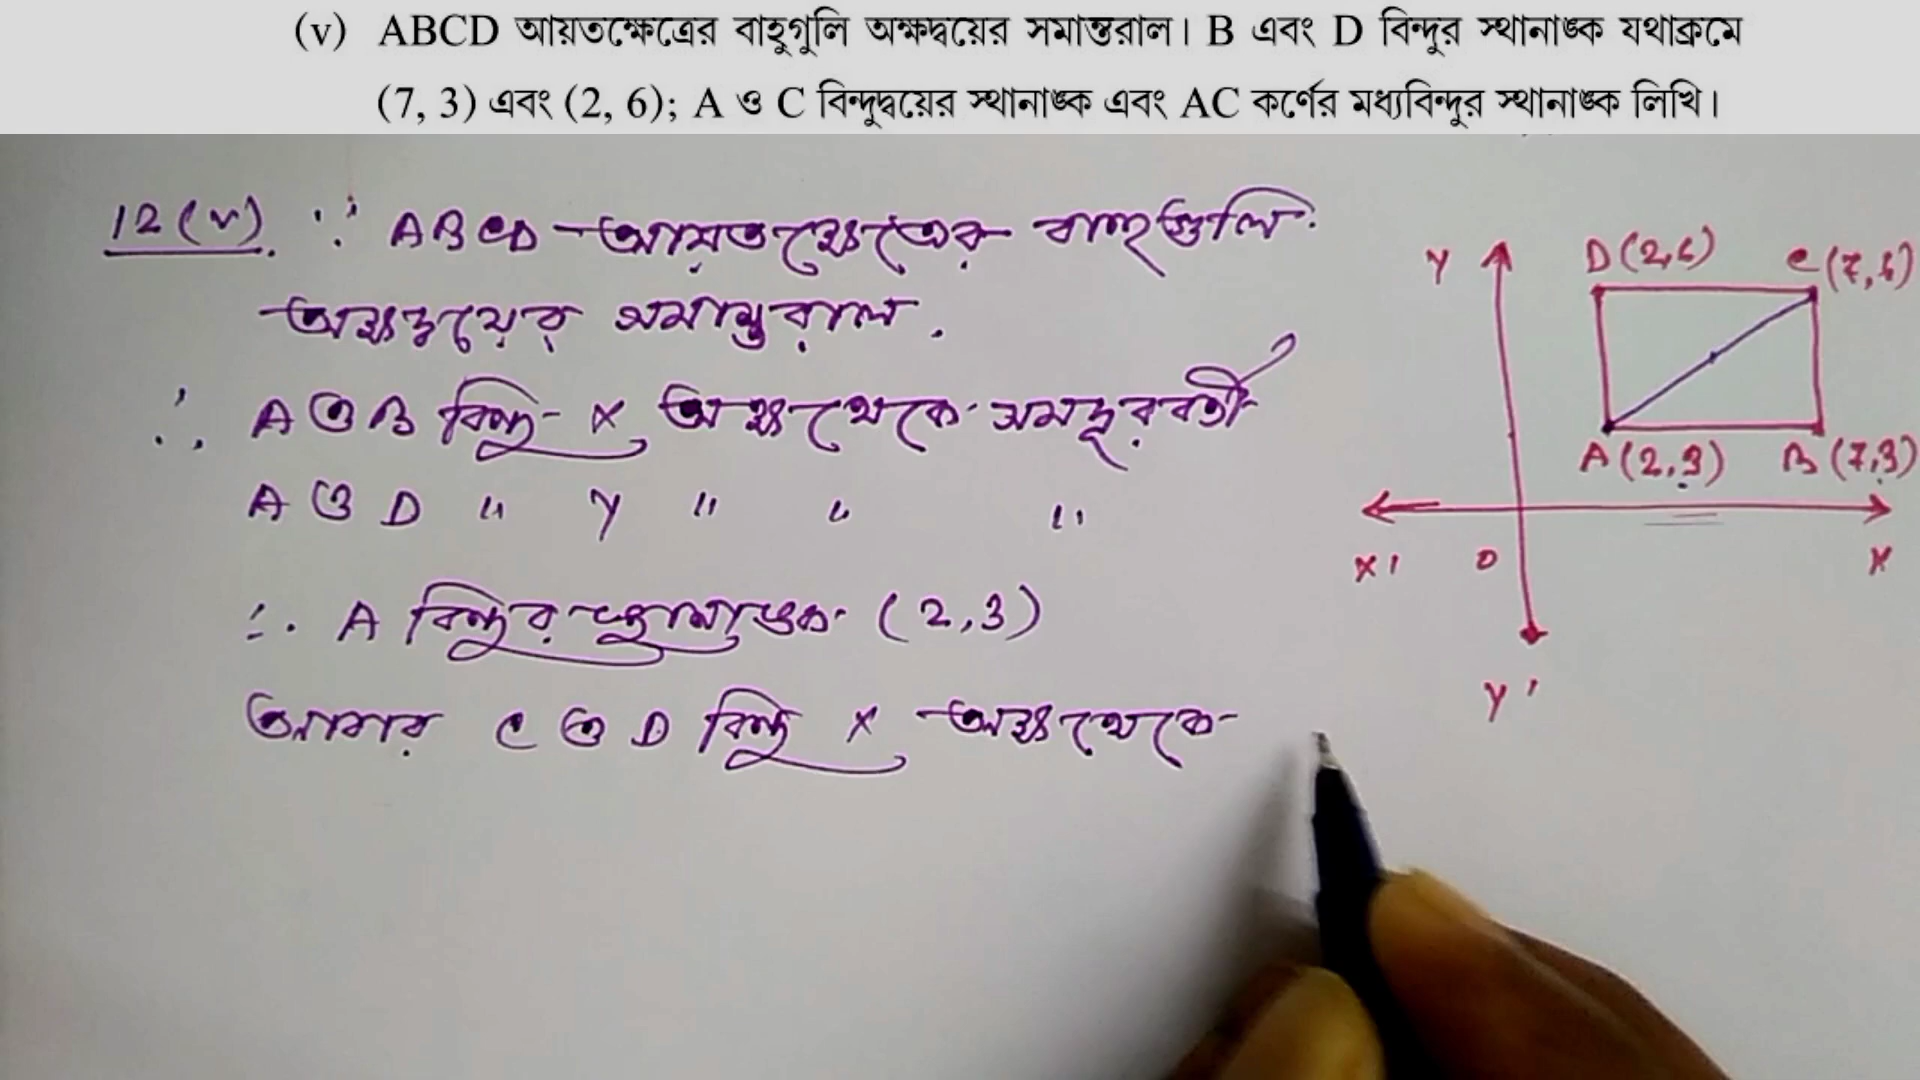 (v) ABCD আয়তক্ষেত্রের বাহুগুলি অক্ষদ্বয়ের সমান্তরাল। B এবং D বিন্দুর স্থানাঙ্ক যথাক্রমে
(7, 3) এবং (2, 6); A ও C বিন্দুদ্বয়ের স্থানাঙ্ক এবং AC কর্ণের মধ্যবিন্দুর স্থানাঙ্ক লিখি।
12(v). ∵ ABCD আয়তক্ষেত্রের বাহুগুলি
অক্ষদ্বয়ের সমান্তরাল.
∴ A ও B বিন্দু x অক্ষ থেকে সমদূরবর্তী
A ও D " y " " "
∴ A বিন্দুর স্থানাঙ্ক (2,3)
আবার C ও D বিন্দু x অক্ষ থেকে
Y
D(2,6) C(7,6)
A(2,3) B(7,3)
X' O X
Y'